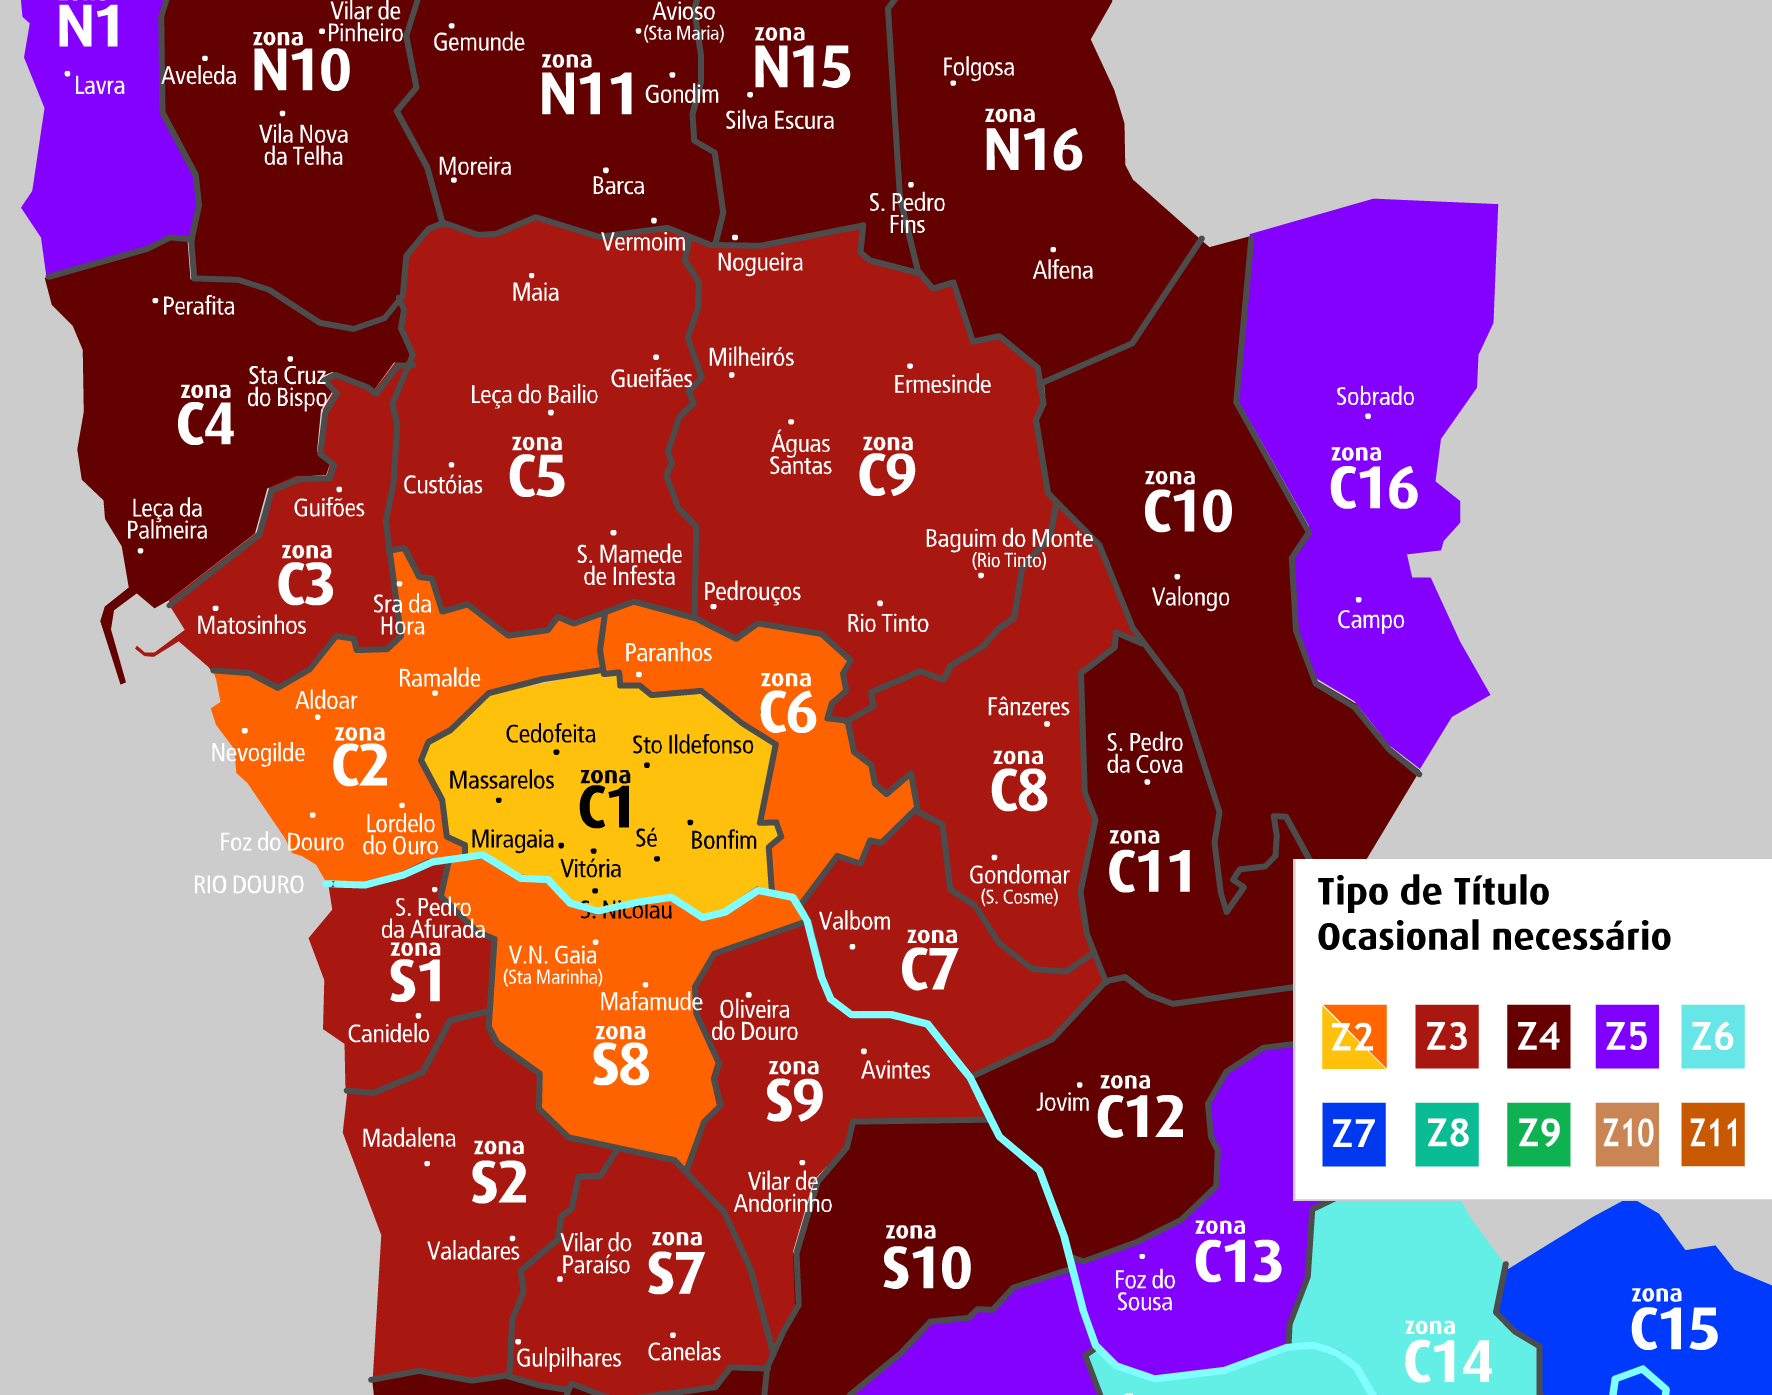 N1
Lavra
Aveleda
zona
N10
Vilar de
Pinheiro
Vila Nova
da Telha
Gemunde
zona
N11
Avioso
(Sta Maria)
Gondim
Moreira
Barca
Vermoim
zona
N15
Silva Escura
Nogueira
Folgosa
zona
N16
S. Pedro
Fins
Alfena
Perafita
Sta Cruz
do Bispo
zona
C4
Leça da
Palmeira
Guifões
zona
C3
Matosinhos
Sra da
Hora
Maia
Gueifães
Leça do Bailio
zona
C5
Custóias
S. Mamede
de Infesta
Milheirós
Ermesinde
Águas
Santas
zona
C9
Baguim do Monte
(Rio Tinto)
Pedrouços
Rio Tinto
zona
C10
Valongo
Sobrado
zona
C16
Campo
Ramalde
Aldoar
Nevogilde
zona
C2
Foz do Douro
Lordelo
do Ouro
RIO DOURO
Paranhos
zona
C6
Cedofeita
Sto Ildefonso
Massarelos
zona
C1
Miragaia
Sé
Bonfim
Vitória
S. Nicolau
Fânzeres
zona
C8
Gondomar
(S. Cosme)
S. Pedro
da Cova
zona
C11
S. Pedro
da Afurada
zona
S1
Canidelo
V.N. Gaia
(Sta Marinha)
Mafamude
zona
S8
Valbom
zona
C7
Oliveira
do Douro
zona
S9
Avintes
Jovim
zona
C12
Madalena
zona
S2
Valadares
Vilar de
Andorinho
Vilar do
Paraíso
zona
S7
Gulpilhares
Canelas
zona
S10
Foz do
Sousa
zona
C13
zona
C14
zona
C15
Tipo de Título
Ocasional necessário
Z2
Z3
Z4
Z5
Z6
Z7
Z8
Z9
Z10
Z11